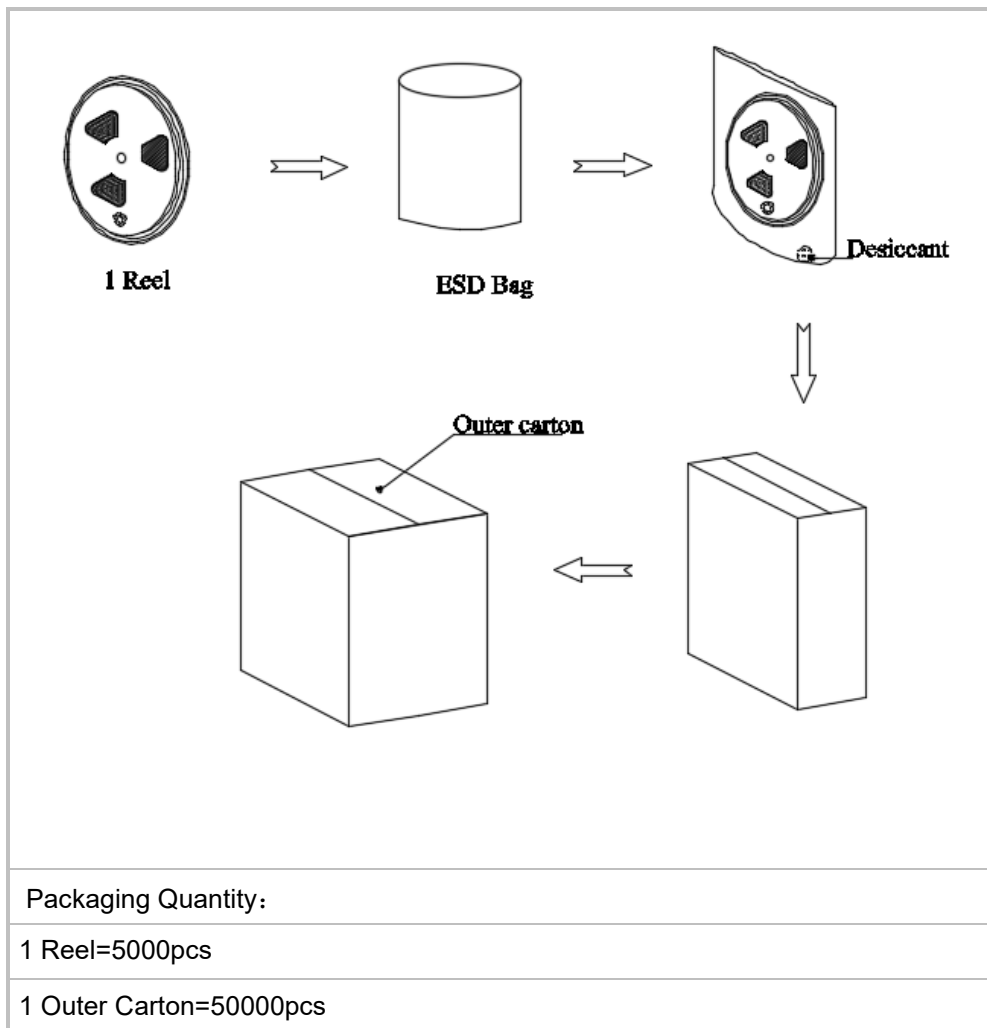 1 Reel
ESD Bag
Desiccant
Outer carton
Packaging Quantity：
1 Reel=5000pcs
1 Outer Carton=50000pcs